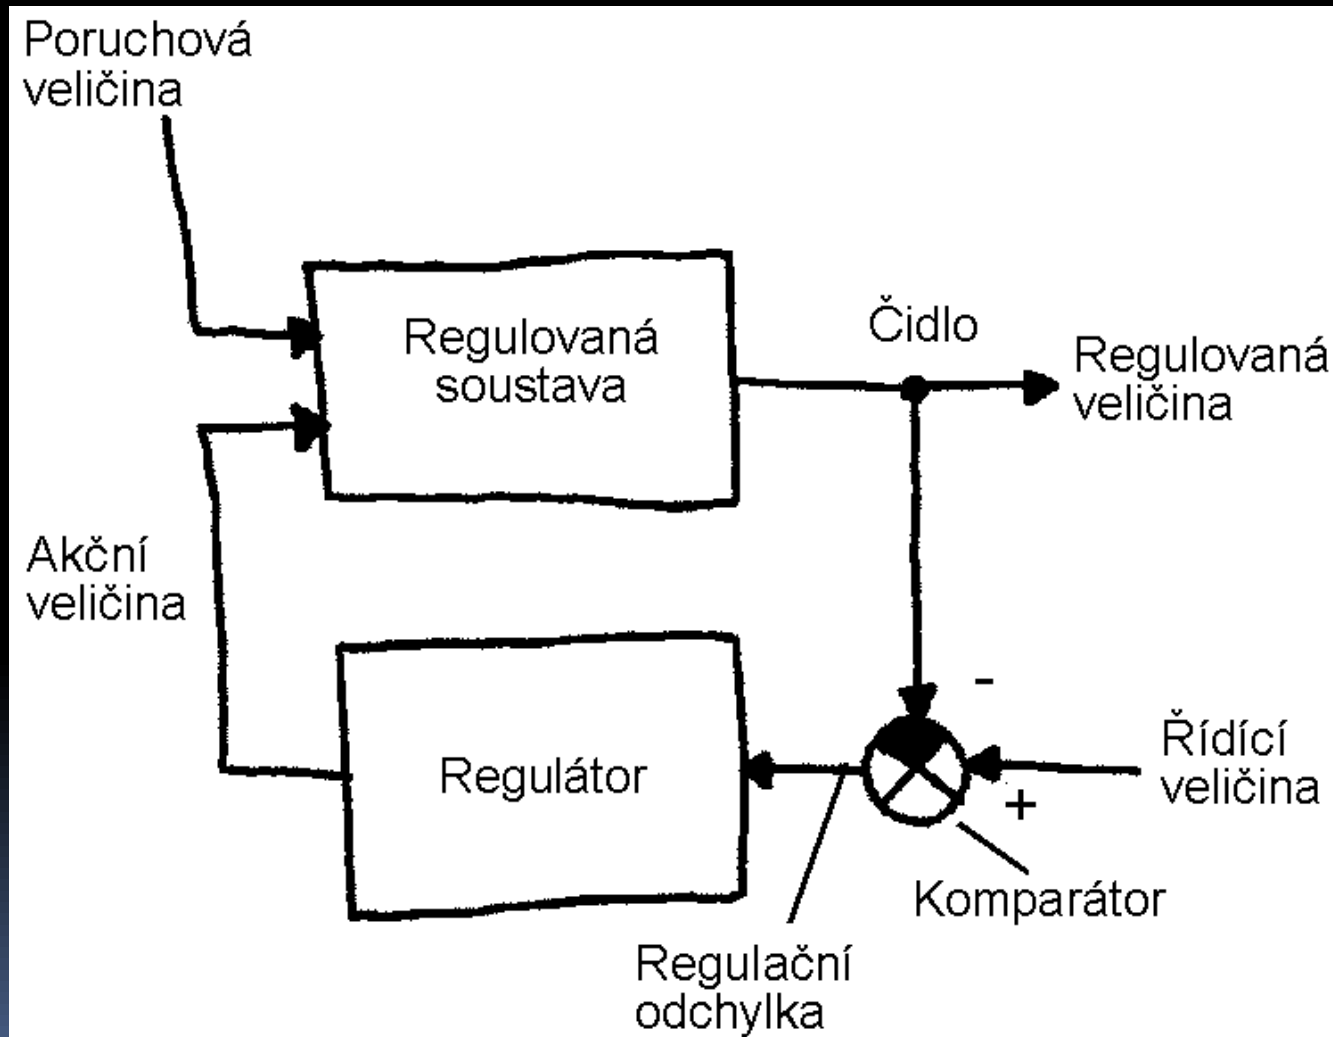 Poruchová
veličina
Regulovaná
soustava
Čidlo
Regulovaná
veličina
Akční
veličina
-
Regulátor
Řídící
veličina
+
Komparátor
Regulační
odchylka